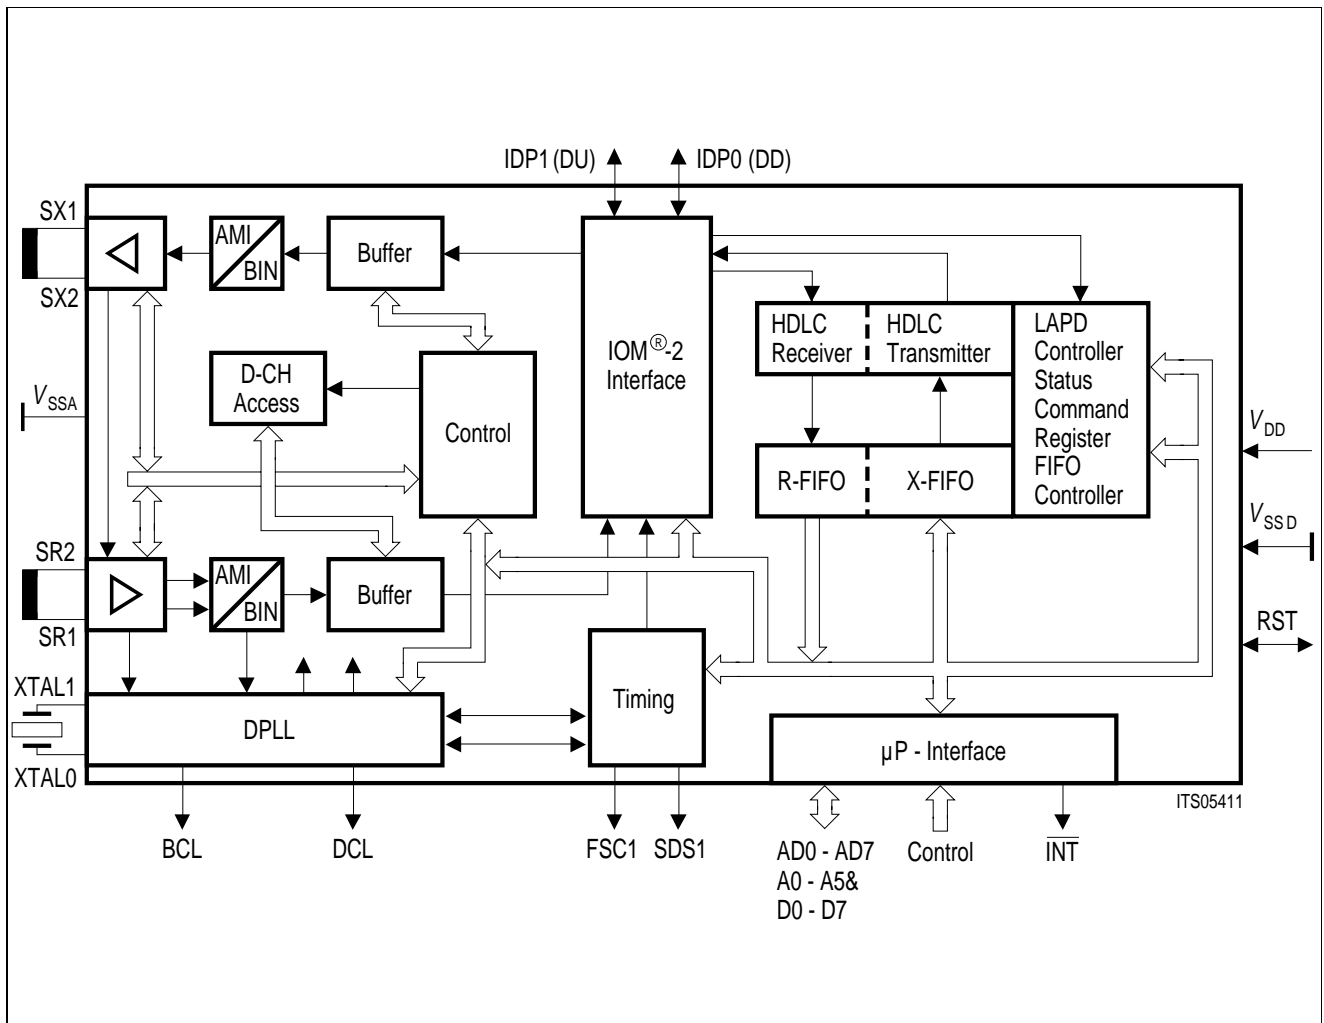 IDP1 (DU)
IDP0 (DD)
SX1
SX2
AMI
BIN
Buffer
IOM®-2
Interface
HDLC
Receiver
HDLC
Transmitter
LAPD
Controller
Status
Command
Register
FIFO
Controller
D-CH
Access
Control
VSSA
VDD
R-FIFO
X-FIFO
VSSD
SR2
SR1
AMI
BIN
Buffer
RST
XTAL1
XTAL0
DPLL
Timing
µP - Interface
ITS05411
BCL
DCL
FSC1
SDS1
AD0 - AD7
A0 - A5&
D0 - D7
Control
INT